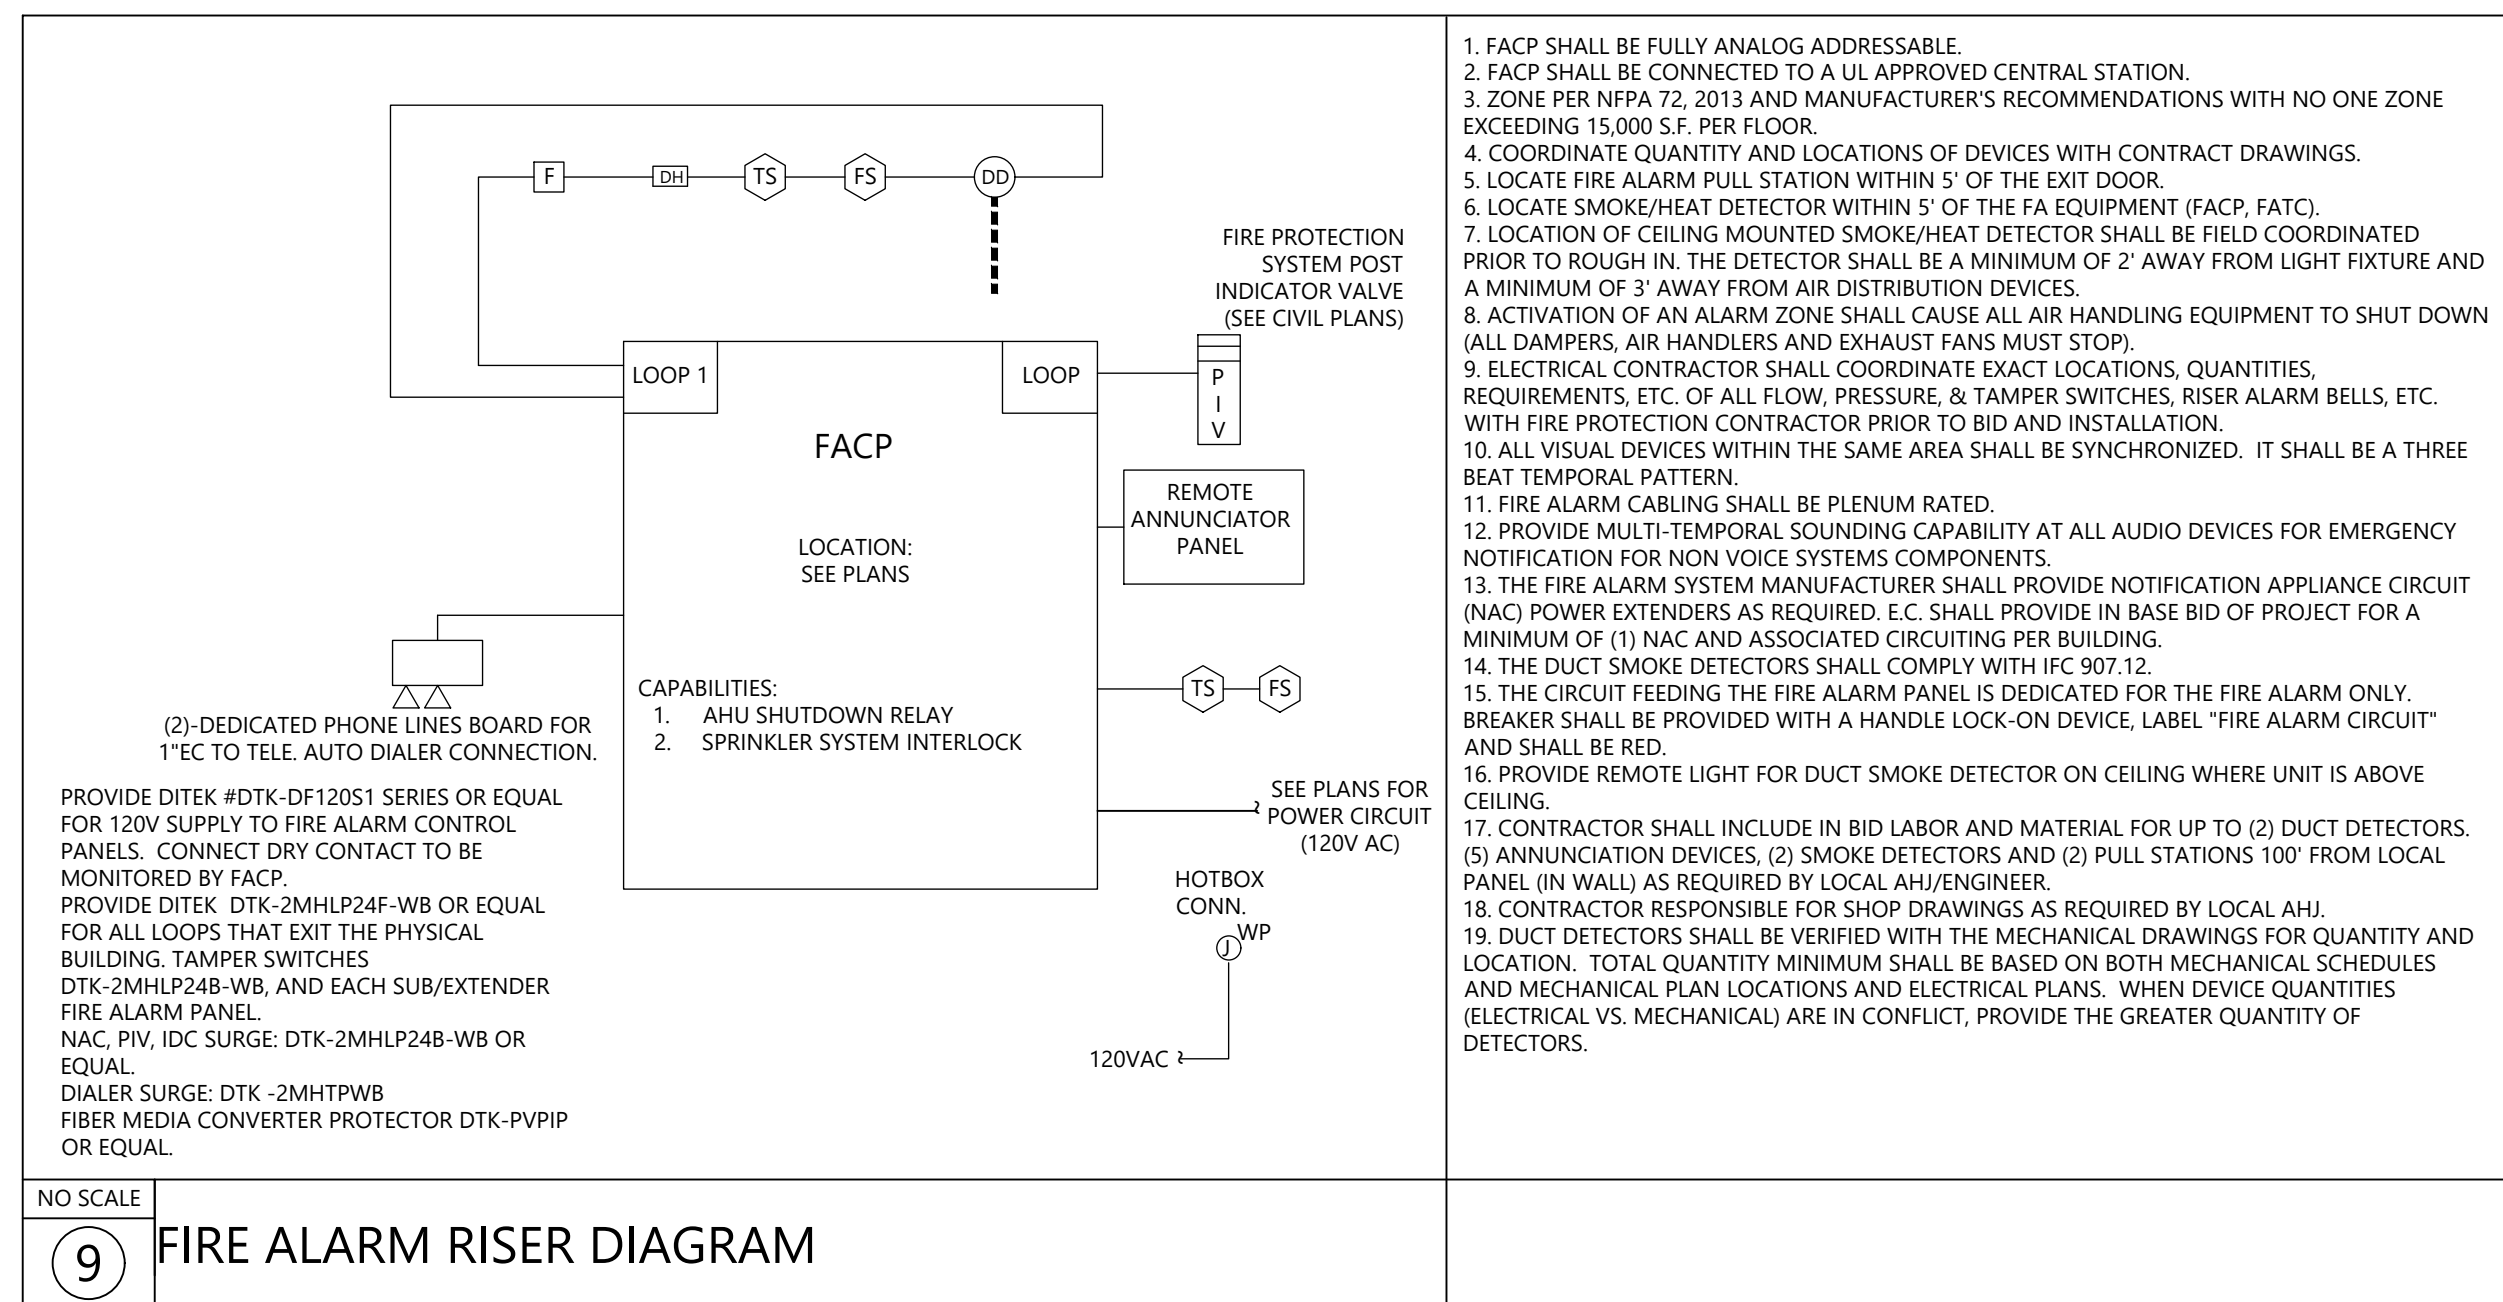 F
DH
TS
FS
DD
FIRE PROTECTION
SYSTEM POST
INDICATOR VALVE
(SEE CIVIL PLANS)
LOOP 1
LOOP
P
I
V
FACP
REMOTE
ANNUNCIATOR
PANEL
LOCATION:
SEE PLANS
CAPABILITIES:
1. AHU SHUTDOWN RELAY
2. SPRINKLER SYSTEM INTERLOCK
TS
FS
(2)-DEDICATED PHONE LINES BOARD FOR
1"EC TO TELE. AUTO DIALER CONNECTION.
SEE PLANS FOR
POWER CIRCUIT
(120V AC)
HOTBOX
CONN.
WP
J
120VAC
PROVIDE DITEK #DTK-DF120S1 SERIES OR EQUAL
FOR 120V SUPPLY TO FIRE ALARM CONTROL
PANELS. CONNECT DRY CONTACT TO BE
MONITORED BY FACP.
PROVIDE DITEK DTK-2MHLP24F-WB OR EQUAL
FOR ALL LOOPS THAT EXIT THE PHYSICAL
BUILDING. TAMPER SWITCHES
DTK-2MHLP24B-WB, AND EACH SUB/EXTENDER
FIRE ALARM PANEL.
NAC, PIV, IDC SURGE: DTK-2MHLP24B-WB OR
EQUAL.
DIALER SURGE: DTK -2MHTPWB
FIBER MEDIA CONVERTER PROTECTOR DTK-PVPIP
OR EQUAL.
1. FACP SHALL BE FULLY ANALOG ADDRESSABLE.
2. FACP SHALL BE CONNECTED TO A UL APPROVED CENTRAL STATION.
3. ZONE PER NFPA 72, 2013 AND MANUFACTURER'S RECOMMENDATIONS WITH NO ONE ZONE
EXCEEDING 15,000 S.F. PER FLOOR.
4. COORDINATE QUANTITY AND LOCATIONS OF DEVICES WITH CONTRACT DRAWINGS.
5. LOCATE FIRE ALARM PULL STATION WITHIN 5' OF THE EXIT DOOR.
6. LOCATE SMOKE/HEAT DETECTOR WITHIN 5' OF THE FA EQUIPMENT (FACP, FATC).
7. LOCATION OF CEILING MOUNTED SMOKE/HEAT DETECTOR SHALL BE FIELD COORDINATED
PRIOR TO ROUGH IN. THE DETECTOR SHALL BE A MINIMUM OF 2' AWAY FROM LIGHT FIXTURE AND
A MINIMUM OF 3' AWAY FROM AIR DISTRIBUTION DEVICES.
8. ACTIVATION OF AN ALARM ZONE SHALL CAUSE ALL AIR HANDLING EQUIPMENT TO SHUT DOWN
(ALL DAMPERS, AIR HANDLERS AND EXHAUST FANS MUST STOP).
9. ELECTRICAL CONTRACTOR SHALL COORDINATE EXACT LOCATIONS, QUANTITIES,
REQUIREMENTS, ETC. OF ALL FLOW, PRESSURE, & TAMPER SWITCHES, RISER ALARM BELLS, ETC.
WITH FIRE PROTECTION CONTRACTOR PRIOR TO BID AND INSTALLATION.
10. ALL VISUAL DEVICES WITHIN THE SAME AREA SHALL BE SYNCHRONIZED. IT SHALL BE A THREE
BEAT TEMPORAL PATTERN.
11. FIRE ALARM CABLING SHALL BE PLENUM RATED.
12. PROVIDE MULTI-TEMPORAL SOUNDING CAPABILITY AT ALL AUDIO DEVICES FOR EMERGENCY
NOTIFICATION FOR NON VOICE SYSTEMS COMPONENTS.
13. THE FIRE ALARM SYSTEM MANUFACTURER SHALL PROVIDE NOTIFICATION APPLIANCE CIRCUIT
(NAC) POWER EXTENDERS AS REQUIRED. E.C. SHALL PROVIDE IN BASE BID OF PROJECT FOR A
MINIMUM OF (1) NAC AND ASSOCIATED CIRCUITING PER BUILDING.
14. THE DUCT SMOKE DETECTORS SHALL COMPLY WITH IFC 907.12.
15. THE CIRCUIT FEEDING THE FIRE ALARM PANEL IS DEDICATED FOR THE FIRE ALARM ONLY.
BREAKER SHALL BE PROVIDED WITH A HANDLE LOCK-ON DEVICE, LABEL "FIRE ALARM CIRCUIT"
AND SHALL BE RED.
16. PROVIDE REMOTE LIGHT FOR DUCT SMOKE DETECTOR ON CEILING WHERE UNIT IS ABOVE
CEILING.
17. CONTRACTOR SHALL INCLUDE IN BID LABOR AND MATERIAL FOR UP TO (2) DUCT DETECTORS.
(5) ANNUNCIATION DEVICES, (2) SMOKE DETECTORS AND (2) PULL STATIONS 100' FROM LOCAL
PANEL (IN WALL) AS REQUIRED BY LOCAL AHJ/ENGINEER.
18. CONTRACTOR RESPONSIBLE FOR SHOP DRAWINGS AS REQUIRED BY LOCAL AHJ.
19. DUCT DETECTORS SHALL BE VERIFIED WITH THE MECHANICAL DRAWINGS FOR QUANTITY AND
LOCATION. TOTAL QUANTITY MINIMUM SHALL BE BASED ON BOTH MECHANICAL SCHEDULES
AND MECHANICAL PLAN LOCATIONS AND ELECTRICAL PLANS. WHEN DEVICE QUANTITIES
(ELECTRICAL VS. MECHANICAL) ARE IN CONFLICT, PROVIDE THE GREATER QUANTITY OF
DETECTORS.
NO SCALE
9
FIRE ALARM RISER DIAGRAM